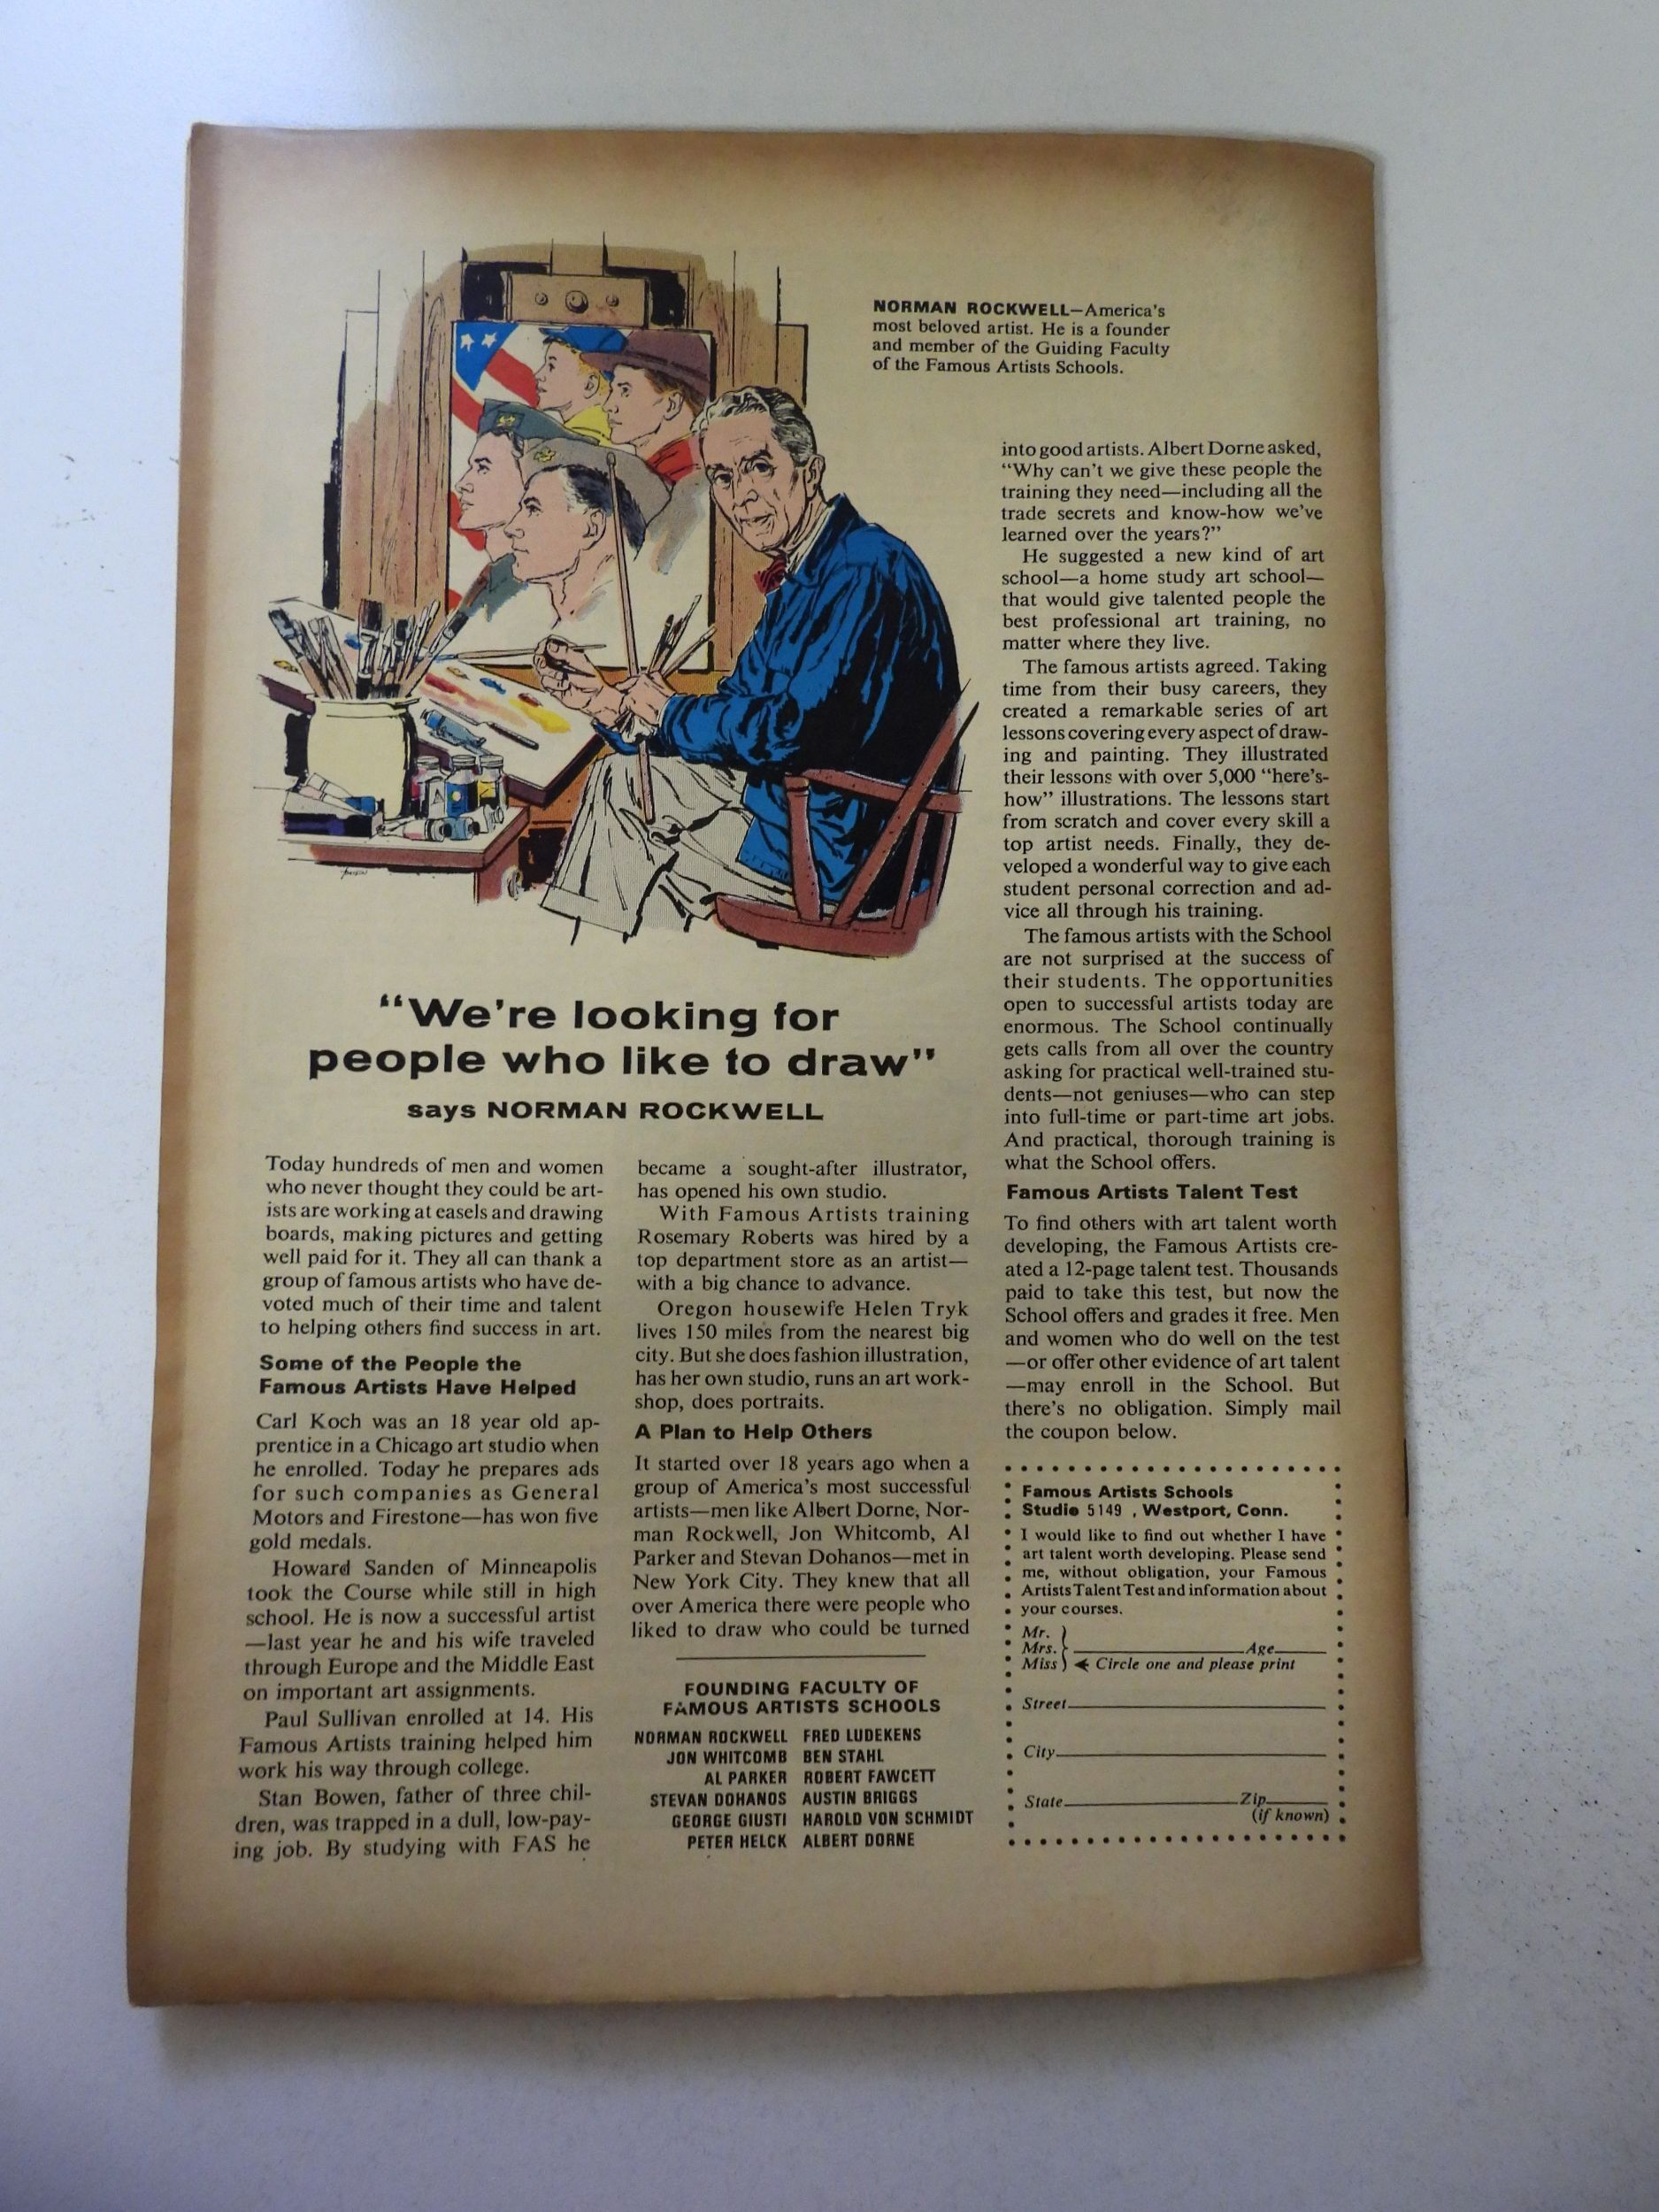 NORMAN ROCKWELL—America's
most beloved artist. He is a founder
and member of the Guiding Faculty
of the Famous Artists Schools.
"We're looking for
people who like to draw"
says NORMAN ROCKWELL
Today hundreds of men and women
who never thought they could be art-
ists are working at easels and drawing
boards, making pictures and getting
well paid for it. They all can thank a
group of famous artists who have de-
voted much of their time and talent
to helping others find success in art.
Some of the People the
Famous Artists Have Helped
Carl Koch was an 18 year old ap-
prentice in a Chicago art studio when
he enrolled. Today he prepares ads
for such companies as General
Motors and Firestone—has won five
gold medals.
Howard Sanden of Minneapolis
took the Course while still in high
school. He is now a successful artist
—last year he and his wife traveled
through Europe and the Middle East
on important art assignments.
Paul Sullivan enrolled at 14. His
Famous Artists training helped him
work his way through college.
Stan Bowen, father of three chil-
dren, was trapped in a dull, low-pay-
ing job. By studying with FAS he
became a sought-after illustrator,
has opened his own studio.
With Famous Artists training
Rosemary Roberts was hired by a
top department store as an artist—
with a big chance to advance.
Oregon housewife Helen Tryk
lives 150 miles from the nearest big
city. But she does fashion illustration,
has her own studio, runs an art work-
shop, does portraits.
A Plan to Help Others
It started over 18 years ago when a
group of America's most successful
artists—men like Albert Dorne, Nor-
man Rockwell, Jon Whitcomb, Al
Parker and Stevan Dohanos—met in
New York City. They knew that all
over America there were people who
liked to draw who could be turned
FOUNDING FACULTY OF
FAMOUS ARTISTS SCHOOLS
NORMAN ROCKWELL FRED LUDEKENS
JON WHITCOMB BEN STAHL
AL PARKER ROBERT FAWCETT
STEVAN DOHANOS AUSTIN BRIGGS
GEORGE GIUSTI HAROLD VON SCHMIDT
PETER HELCK ALBERT DORNE
into good artists. Albert Dorne asked,
"Why can't we give these people the
training they need—including all the
trade secrets and know-how we've
learned over the years?"
He suggested a new kind of art
school—a home study art school—
that would give talented people the
best professional art training, no
matter where they live.
The famous artists agreed. Taking
time from their busy careers, they
created a remarkable series of art
lessons covering every aspect of draw-
ing and painting. They illustrated
their lessons with over 5,000 "here's-
how" illustrations. The lessons start
from scratch and cover every skill a
top artist needs. Finally, they de-
veloped a wonderful way to give each
student personal correction and ad-
vice all through his training.
The famous artists with the School
are not surprised at the success of
their students. The opportunities
open to successful artists today are
enormous. The School continually
gets calls from all over the country
asking for practical well-trained stu-
dents—not geniuses—who can step
into full-time or part-time art jobs.
And practical, thorough training is
what the School offers.
Famous Artists Talent Test
To find others with art talent worth
developing, the Famous Artists cre-
ated a 12-page talent test. Thousands
paid to take this test, but now the
School offers and grades it free. Men
and women who do well on the test
—or offer other evidence of art talent
—may enroll in the School. But
there's no obligation. Simply mail
the coupon below.
Famous Artists Schools
Studio 5149 , Westport, Conn.
I would like to find out whether I have
art talent worth developing. Please send
me, without obligation, your Famous
Artists Talent Test and information about
your courses.
Mr.
Mrs. Age
Miss Circle one and please print
Street
City
State Zip
(if known)